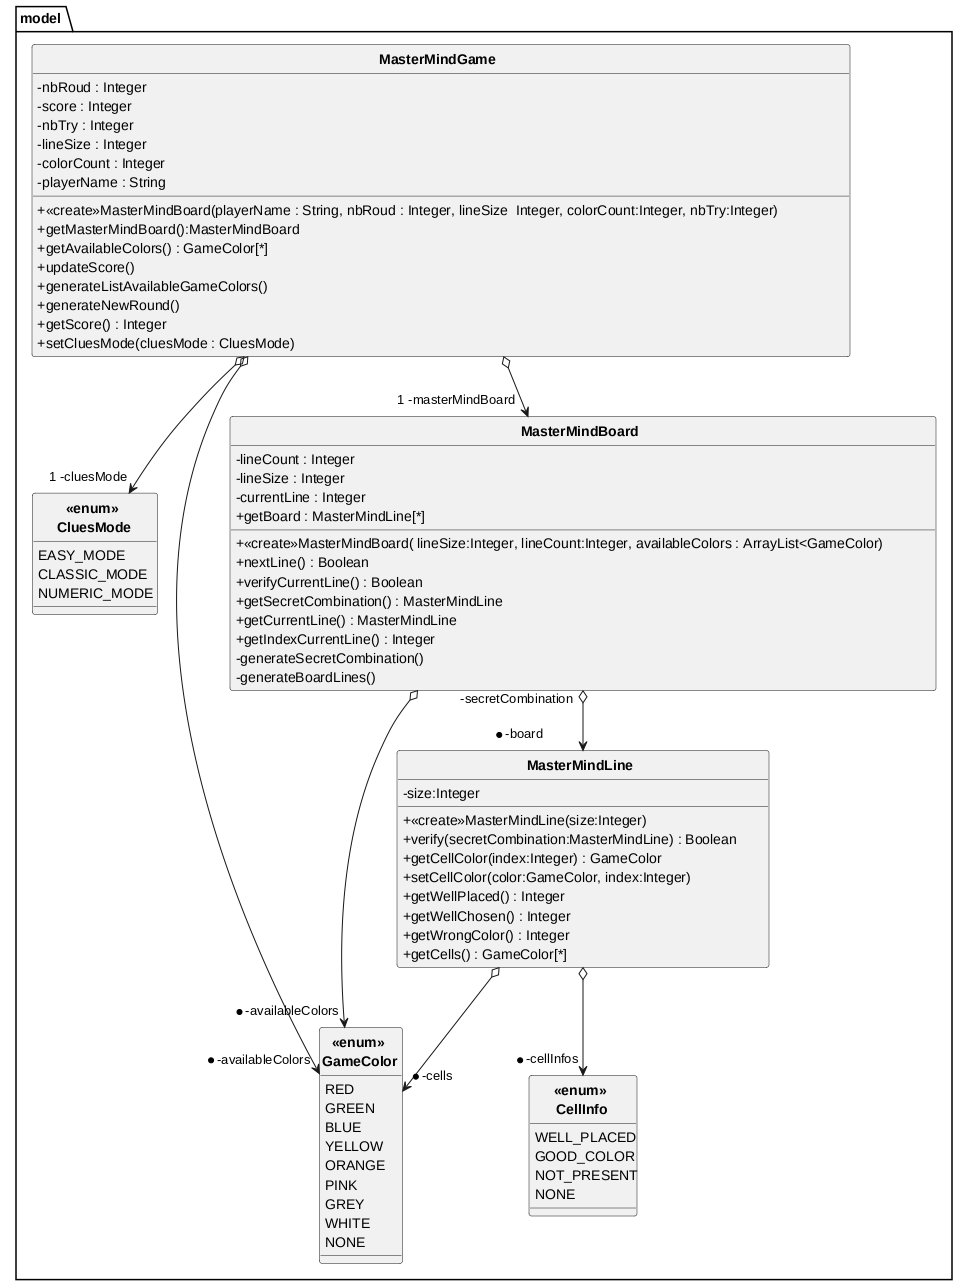 model
MasterMindGame
-nbRoud : Integer
-score : Integer
-nbTry : Integer
-lineSize : Integer
-colorCount : Integer
-playerName : String
+«create»MasterMindBoard(playerName : String, nbRoud : Integer, lineSize  Integer, colorCount:Integer, nbTry:Integer)
+getMasterMindBoard():MasterMindBoard
+getAvailableColors() : GameColor[*]
+updateScore()
+generateListAvailableGameColors()
+generateNewRound()
+getScore() : Integer
+setCluesMode(cluesMode : CluesMode)
1 -masterMindBoard
MasterMindBoard
-lineCount : Integer
-lineSize : Integer
-currentLine : Integer
+getBoard : MasterMindLine[*]
+«create»MasterMindBoard( lineSize:Integer, lineCount:Integer, availableColors : ArrayList<GameColor)
+nextLine() : Boolean
+verifyCurrentLine() : Boolean
+getSecretCombination() : MasterMindLine
+getCurrentLine() : MasterMindLine
+getIndexCurrentLine() : Integer
-generateSecretCombination()
-generateBoardLines()
1 -cluesMode
«enum»
CluesMode
EASY_MODE
CLASSIC_MODE
NUMERIC_MODE
-secretCombination
-board
MasterMindLine
-size:Integer
+«create»MasterMindLine(size:Integer)
+verify(secretCombination:MasterMindLine) : Boolean
+getCellColor(index:Integer) : GameColor
+setCellColor(color:GameColor, index:Integer)
+getWellPlaced() : Integer
+getWellChosen() : Integer
+getWrongColor() : Integer
+getCells() : GameColor[*]
-availableColors
-availableColors
-cells
-cellInfos
«enum»
GameColor
RED
GREEN
BLUE
YELLOW
ORANGE
PINK
GREY
WHITE
NONE
«enum»
CellInfo
WELL_PLACED
GOOD_COLOR
NOT_PRESENT
NONE